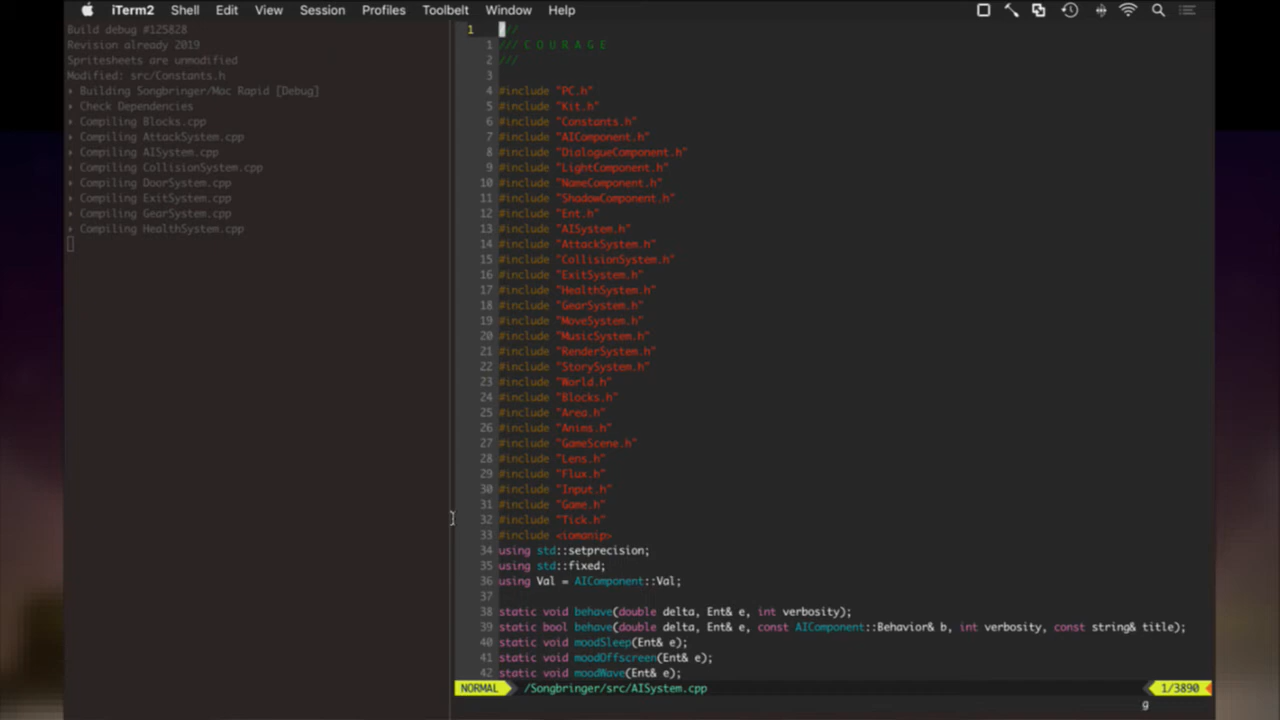 iTerm2 Shell Edit View Session Profiles Toolbelt Window Help
Build debug #125828
Revision already 2019
Spritesheets are unmodified
Modified: src/Constants.h
Building Songbringer/Mac Rapid [Debug]
Check Dependencies
Compiling Blocks.cpp
Compiling AttackSystem.cpp
Compiling AISystem.cpp
Compiling CollisionSystem.cpp
Compiling DoorSystem.cpp
Compiling ExitSystem.cpp
Compiling GearSystem.cpp
Compiling HealthSystem.cpp
1 ///
1 /// C O U R A G E
2 ///
3
4 #include "PC.h"
5 #include "Kit.h"
6 #include "Constants.h"
7 #include "AIComponent.h"
8 #include "DialogueComponent.h"
9 #include "LightComponent.h"
10 #include "NameComponent.h"
11 #include "ShadowComponent.h"
12 #include "Ent.h"
13 #include "AISystem.h"
14 #include "AttackSystem.h"
15 #include "CollisionSystem.h"
16 #include "ExitSystem.h"
17 #include "HealthSystem.h"
18 #include "GearSystem.h"
19 #include "MoveSystem.h"
20 #include "MusicSystem.h"
21 #include "RenderSystem.h"
22 #include "StorySystem.h"
23 #include "World.h"
24 #include "Blocks.h"
25 #include "Area.h"
26 #include "Anims.h"
27 #include "GameScene.h"
28 #include "Lens.h"
29 #include "Flux.h"
30 #include "Input.h"
31 #include "Game.h"
32 #include "Tick.h"
33 #include <iomanip>
34 using std::setprecision;
35 using std::fixed;
36 using Val = AIComponent::Val;
37
38 static void behave(double delta, Ent& e, int verbosity);
39 static bool behave(double delta, Ent& e, const AIComponent::Behavior& b, int verbosity, const string& title);
40 static void moodSleep(Ent& e);
41 static void moodOffscreen(Ent& e);
42 static void moodWave(Ent& e);
NORMAL /Songbringer/src/AISystem.cpp 1/3890
g